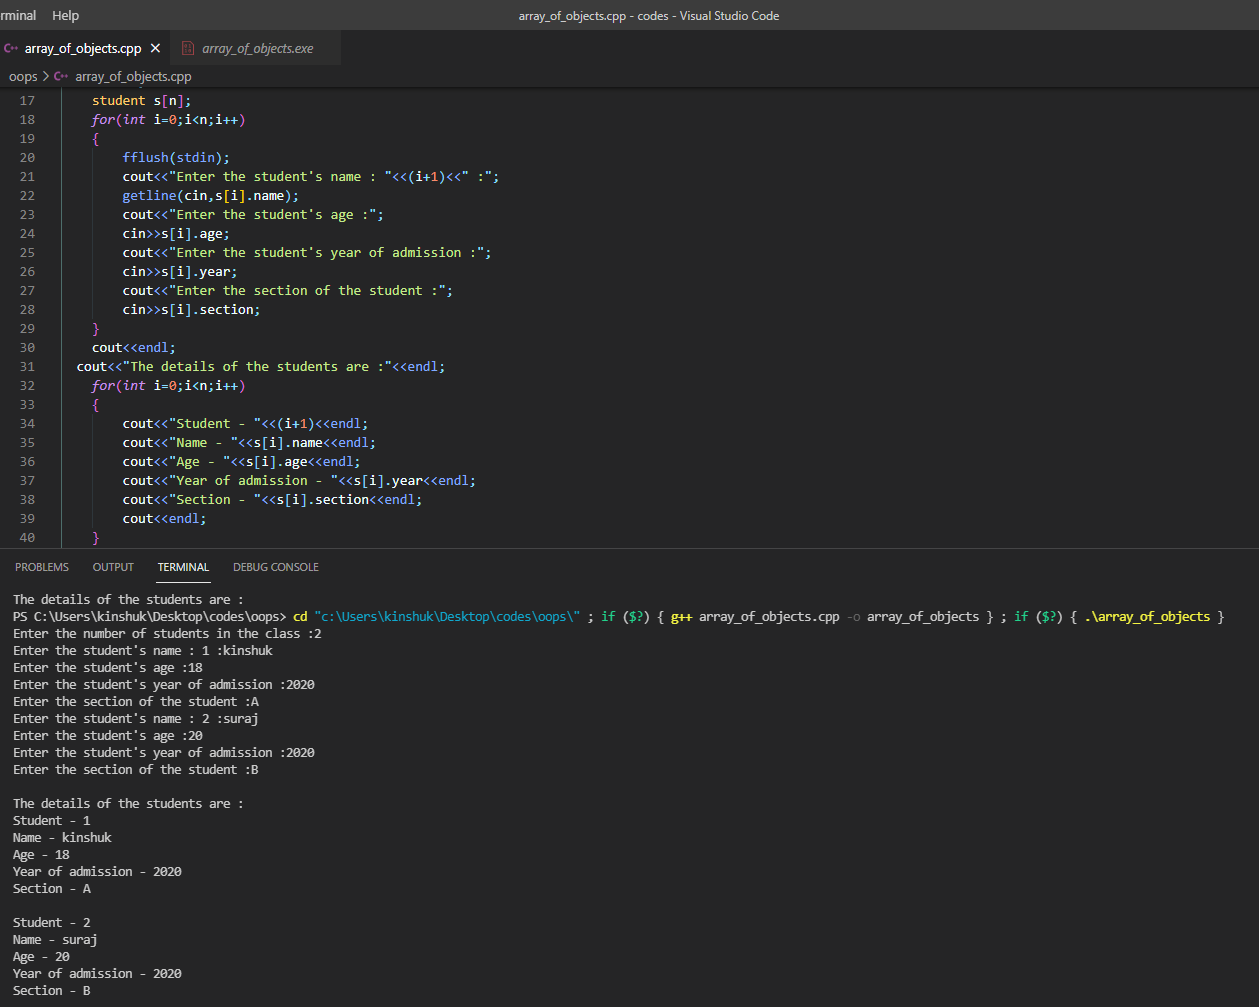 rminal Help array_of_objects.cpp - codes - Visual Studio Code
array_of_objects.cpp array_of_objects.exe
oops > array_of_objects.cpp
17 student s[n];
18 for(int i=0;i<n;i++)
19 {
20 fflush(stdin);
21 cout<<"Enter the student's name : "<<(i+1)<<" :";
22 getline(cin,s[i].name);
23 cout<<"Enter the student's age :";
24 cin>>s[i].age;
25 cout<<"Enter the student's year of admission :";
26 cin>>s[i].year;
27 cout<<"Enter the section of the student :";
28 cin>>s[i].section;
29 }
30 cout<<endl;
31 cout<<"The details of the students are :"<<endl;
32 for(int i=0;i<n;i++)
33 {
34 cout<<"Student - "<<(i+1)<<endl;
35 cout<<"Name - "<<s[i].name<<endl;
36 cout<<"Age - "<<s[i].age<<endl;
37 cout<<"Year of admission - "<<s[i].year<<endl;
38 cout<<"Section - "<<s[i].section<<endl;
39 cout<<endl;
40 }
PROBLEMS OUTPUT TERMINAL DEBUG CONSOLE
The details of the students are :
PS C:\Users\kinshuk\Desktop\codes\oops> cd "c:\Users\kinshuk\Desktop\codes\oops\" ; if ($?) { g++ array_of_objects.cpp -o array_of_objects } ; if ($?) { .\array_of_objects }
Enter the number of students in the class :2
Enter the student's name : 1 :kinshuk
Enter the student's age :18
Enter the student's year of admission :2020
Enter the section of the student :A
Enter the student's name : 2 :suraj
Enter the student's age :20
Enter the student's year of admission :2020
Enter the section of the student :B
The details of the students are :
Student - 1
Name - kinshuk
Age - 18
Year of admission - 2020
Section - A
Student - 2
Name - suraj
Age - 20
Year of admission - 2020
Section - B